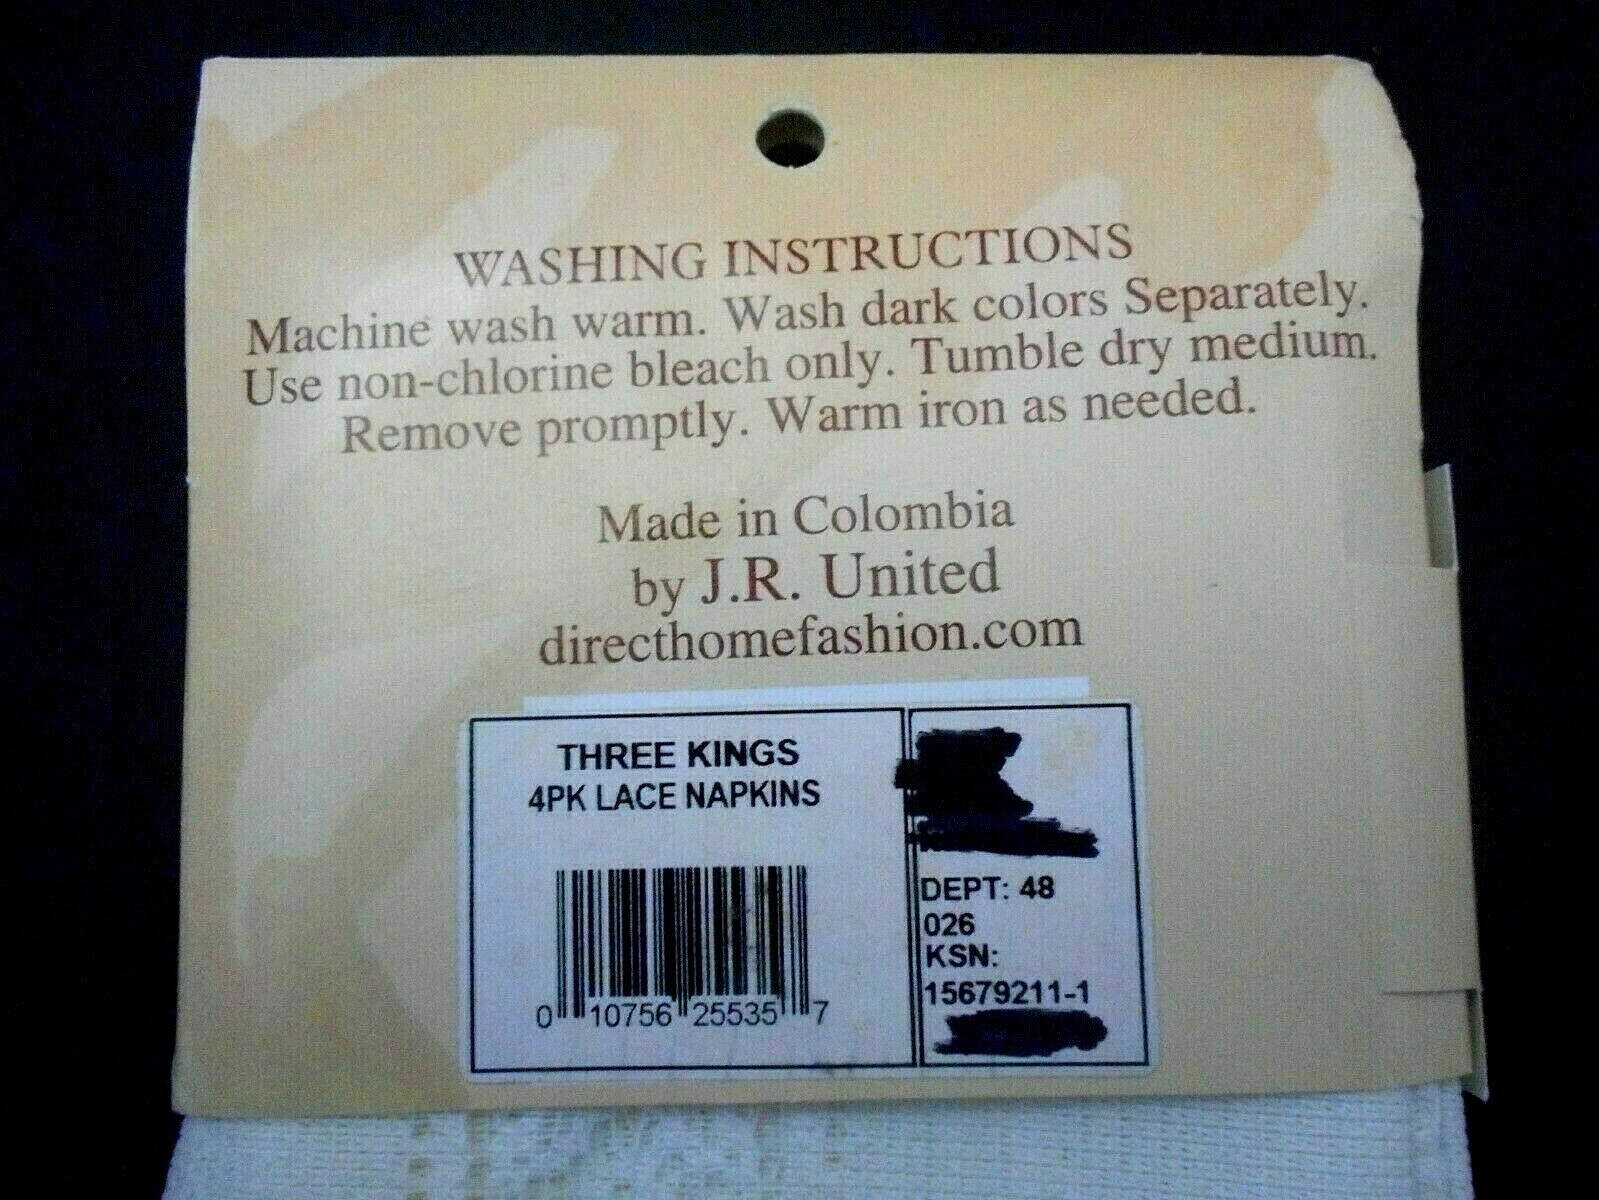 WASHING INSTRUCTIONS
Machine wash warm. Wash dark colors Separately.
Use non-chlorine bleach only. Tumble dry medium.
Remove promptly. Warm iron as needed.
Made in Colombia
by J.R. United
directhomefashion.com
THREE KINGS
4PK LACE NAPKINS
0 10756 25535 7
DEPT: 48
026
KSN:
15679211-1